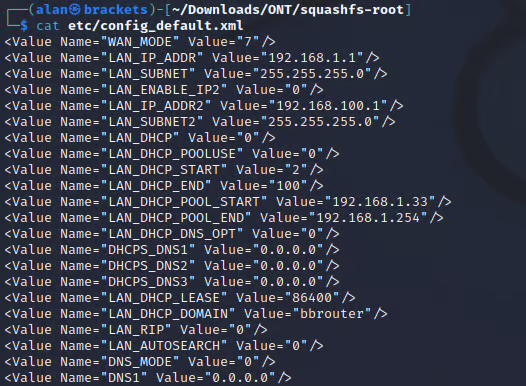 ┌──(alan㉿brackets)-[~/Downloads/ONT/squashfs-root]
└─$ cat etc/config_default.xml
<Value Name="WAN_MODE" Value="7"/>
<Value Name="LAN_IP_ADDR" Value="192.168.1.1"/>
<Value Name="LAN_SUBNET" Value="255.255.255.0"/>
<Value Name="LAN_ENABLE_IP2" Value="0"/>
<Value Name="LAN_IP_ADDR2" Value="192.168.100.1"/>
<Value Name="LAN_SUBNET2" Value="255.255.255.0"/>
<Value Name="LAN_DHCP" Value="0"/>
<Value Name="LAN_DHCP_POOLUSE" Value="0"/>
<Value Name="LAN_DHCP_START" Value="2"/>
<Value Name="LAN_DHCP_END" Value="100"/>
<Value Name="LAN_DHCP_POOL_START" Value="192.168.1.33"/>
<Value Name="LAN_DHCP_POOL_END" Value="192.168.1.254"/>
<Value Name="LAN_DHCP_DNS_OPT" Value="0"/>
<Value Name="DHCPS_DNS1" Value="0.0.0.0"/>
<Value Name="DHCPS_DNS2" Value="0.0.0.0"/>
<Value Name="DHCPS_DNS3" Value="0.0.0.0"/>
<Value Name="LAN_DHCP_LEASE" Value="86400"/>
<Value Name="LAN_DHCP_DOMAIN" Value="bbrouter"/>
<Value Name="LAN_RIP" Value="0"/>
<Value Name="LAN_AUTOSEARCH" Value="0"/>
<Value Name="DNS_MODE" Value="0"/>
<Value Name="DNS1" Value="0.0.0.0"/>